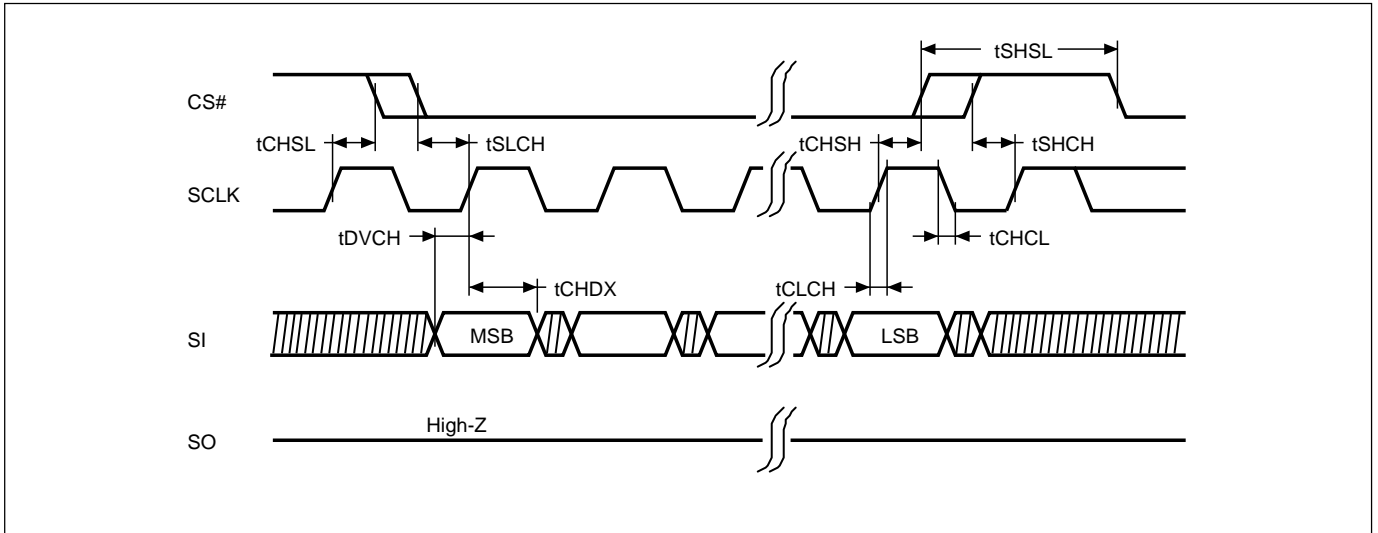 tSHSL
CS#
tCHSL
tSLCH
tCHSH
tSHCH
SCLK
tDVCH
tCHCL
tCHDX
tCLCH
SI
MSB
LSB
High-Z
SO